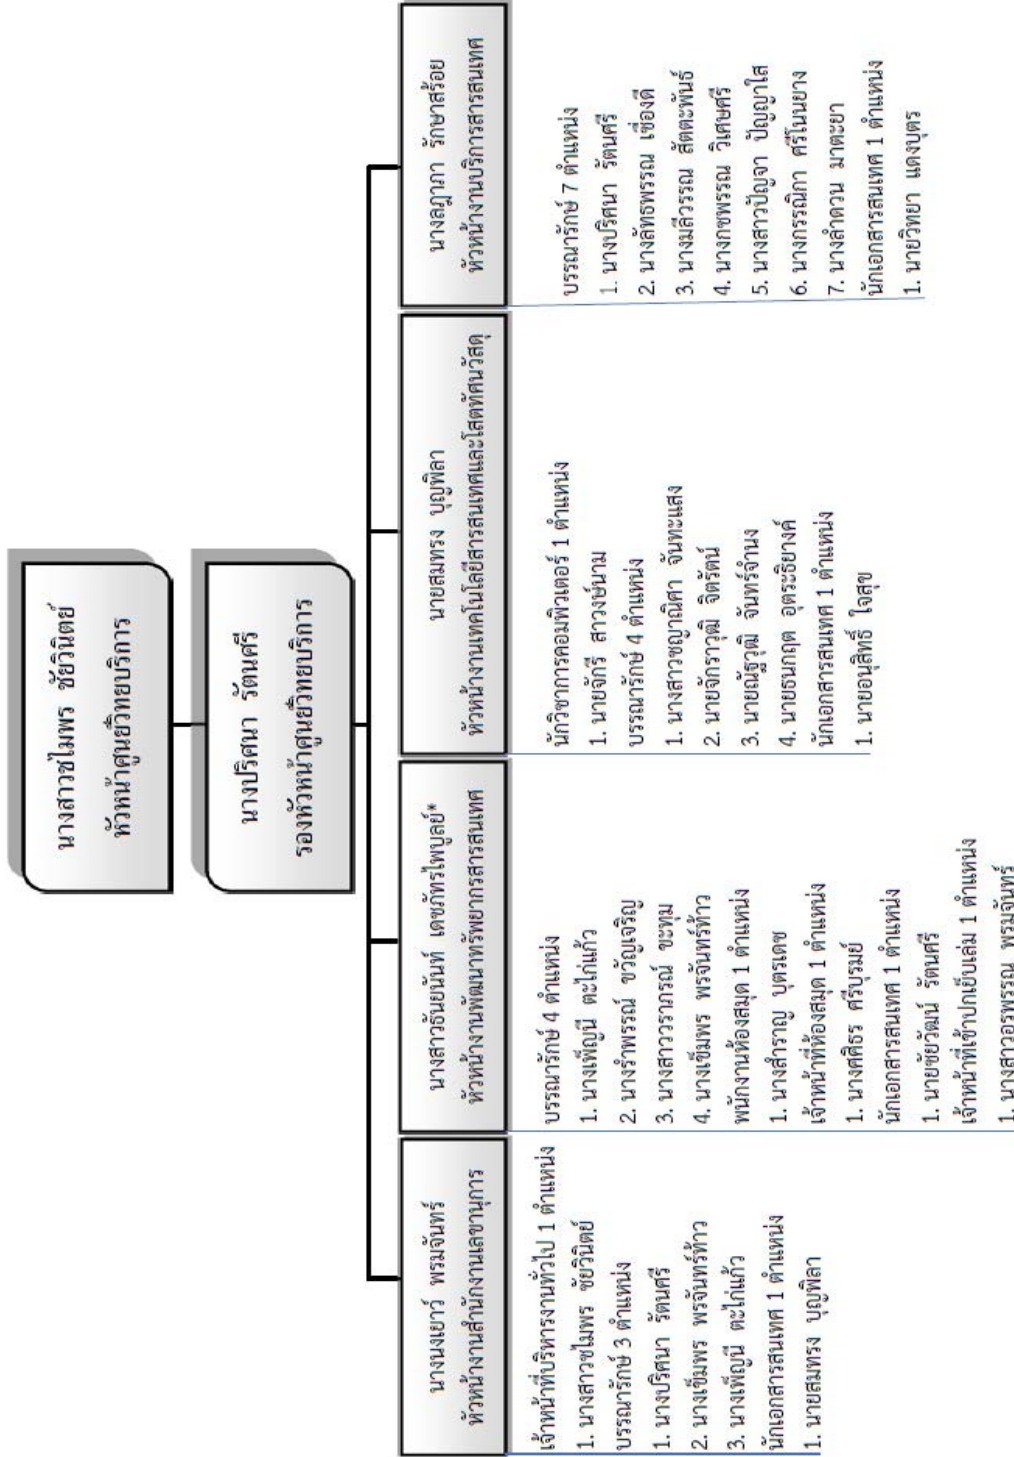 นางสาวชไมพร ชัยวินิตย์
หัวหน้าศูนย์วิทยบริการ
นางปริศนา รัตนศรี
รองหัวหน้าศูนย์วิทยบริการ
นางนงเยาว์ พรมจันทร์
หัวหน้างานสำนักงานเลขานุการ
เจ้าหน้าที่บริหารงานทั่วไป 1 ตำแหน่ง
1. นางสาวชไมพร ชัยวินิตย์
บรรณารักษ์ 3 ตำแหน่ง
1. นางปริศนา รัตนศรี
2. นางเข็มพร พรจันทร์ท้าว
3. นางเพ็ญนี ตะไก่แก้ว
นักเอกสารสนเทศ 1 ตำแหน่ง
1. นายสมทรง บุญพิลา
นางสาวธันยนันท์ เดชภัทรไพบูลย์*
หัวหน้างานพัฒนาทรัพยากรสารสนเทศ
บรรณารักษ์ 4 ตำแหน่ง
1. นางเพ็ญนี ตะไก่แก้ว
2. นางรำพรรณ์ ขวัญเจริญ
3. นางสาววราภรณ์ ขะทุม
4. นางเข็มพร พรจันทร์ท้าว
พนักงานห้องสมุด 1 ตำแหน่ง
1. นางสำราญ บุตรเดช
เจ้าหน้าที่ห้องสมุด 1 ตำแหน่ง
1. นางศศิธร ศรีบุรมย์
นักเอกสารสนเทศ 1 ตำแหน่ง
1. นายชัยวัฒน์ รัตนศรี
เจ้าหน้าที่เข้าปกเย็บเล่ม 1 ตำแหน่ง
1. นางสาวอรพรรณ พรมจันทร์
นายสมทรง บุญพิลา
หัวหน้างานเทคโนโลยีสารสนเทศและโสตทัศนวัสดุ
นักวิชาการคอมพิวเตอร์ 1 ตำแหน่ง
1. นายจักรี สาวงษ์นาม
บรรณารักษ์ 4 ตำแหน่ง
1. นางสาวชญาณิศา จันทะแสง
2. นายจักราวุฒิ จิตรัตน์
3. นายณัฐวุฒิ จันทร์จำนง
4. นายธนกฤต อุตระธิยางค์
นักเอกสารสนเทศ 1 ตำแหน่ง
1. นายอนุสิทธิ์ ใจสุข
นางลฎาภา รักษาสร้อย
หัวหน้างานบริการสารสนเทศ
บรรณารักษ์ 7 ตำแหน่ง
1. นางปริศนา รัตนศรี
2. นางลัทธพรรณ เชื่องดี
3. นางมลิวรรณ สัตตะพันธ์
4. นางกชพรรณ วิเศษศรี
5. นางสาวปัญจา ปัญญาใส
6. นางกรรณิกา ศรีโนนยาง
7. นางลำดวน มาตะยา
นักเอกสารสนเทศ 1 ตำแหน่ง
1. นายวิทยา แดงบุตร